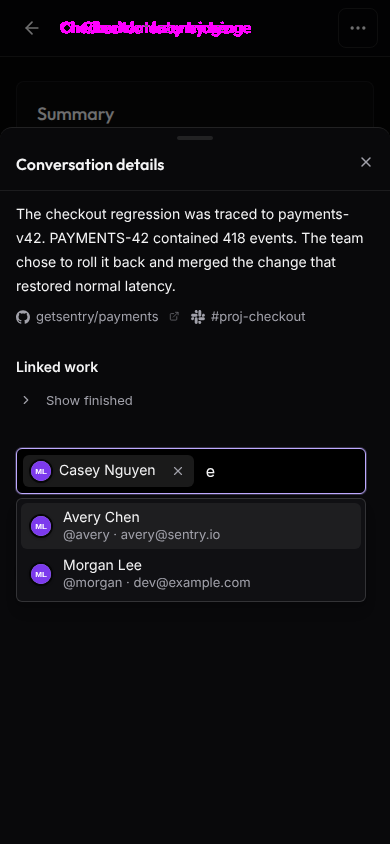 Summary
Conversation details
The checkout regression was traced to payments-
v42. PAYMENTS-42 contained 418 events. The team
chose to roll it back and merged the change that
restored normal latency.
getsentry/payments #proj-checkout
Linked work
Show finished
ML Casey Nguyen e
ML Avery Chen
@avery · avery@sentry.io
ML Morgan Lee
@morgan · dev@example.com